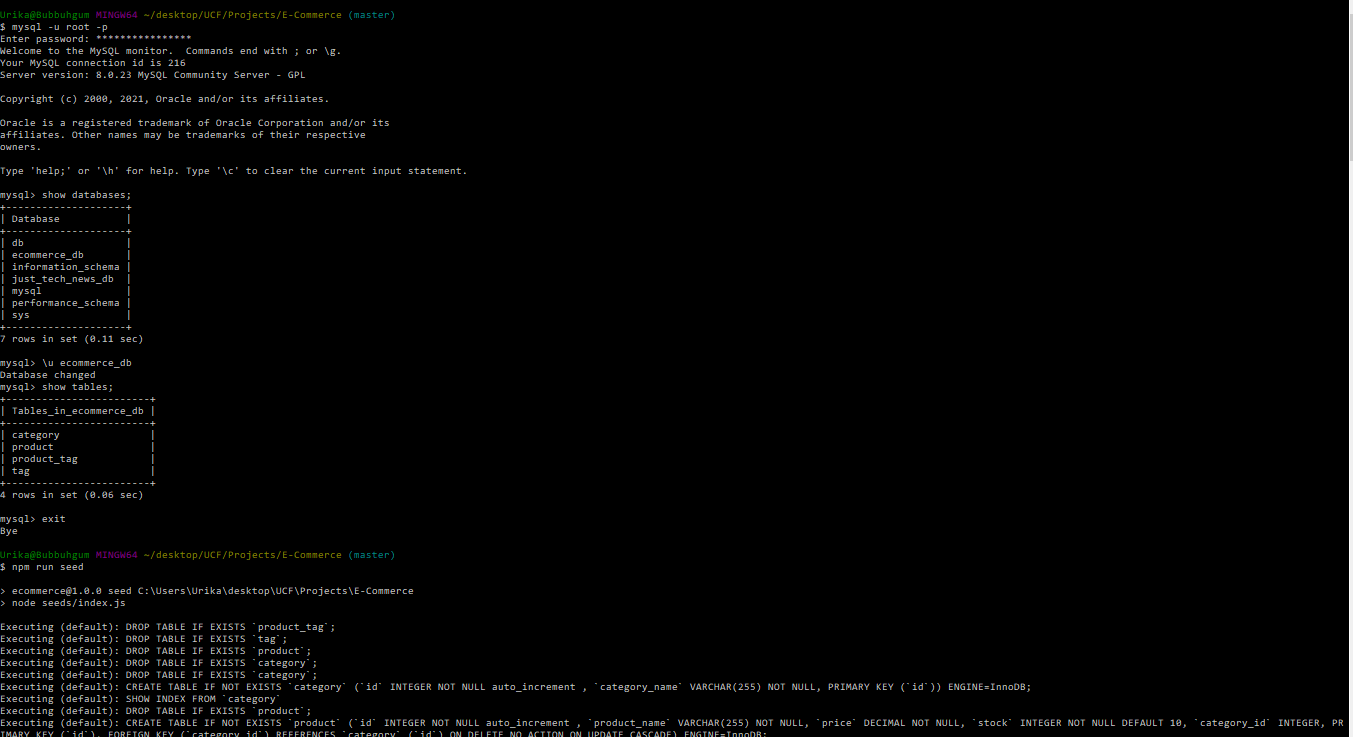 Urika@Bubbuhgum MINGW64 ~/desktop/UCF/Projects/E-Commerce (master)
$ mysql -u root -p
Enter password: ****************
Welcome to the MySQL monitor.  Commands end with ; or \g.
Your MySQL connection id is 216
Server version: 8.0.23 MySQL Community Server - GPL

Copyright (c) 2000, 2021, Oracle and/or its affiliates.

Oracle is a registered trademark of Oracle Corporation and/or its
affiliates. Other names may be trademarks of their respective
owners.

Type 'help;' or '\h' for help. Type '\c' to clear the current input statement.

mysql> show databases;
+--------------------+
| Database           |
+--------------------+
| db                 |
| ecommerce_db       |
| information_schema |
| just_tech_news_db  |
| mysql              |
| performance_schema |
| sys                |
+--------------------+
7 rows in set (0.11 sec)

mysql> \u ecommerce_db
Database changed
mysql> show tables;
+------------------------+
| Tables_in_ecommerce_db |
+------------------------+
| category               |
| product                |
| product_tag            |
| tag                    |
+------------------------+
4 rows in set (0.06 sec)

mysql> exit
Bye

Urika@Bubbuhgum MINGW64 ~/desktop/UCF/Projects/E-Commerce (master)
$ npm run seed

> ecommerce@1.0.0 seed C:\Users\Urika\desktop\UCF\Projects\E-Commerce
> node seeds/index.js

Executing (default): DROP TABLE IF EXISTS `product_tag`;
Executing (default): DROP TABLE IF EXISTS `tag`;
Executing (default): DROP TABLE IF EXISTS `product`;
Executing (default): DROP TABLE IF EXISTS `category`;
Executing (default): DROP TABLE IF EXISTS `category`;
Executing (default): CREATE TABLE IF NOT EXISTS `category` (`id` INTEGER NOT NULL auto_increment , `category_name` VARCHAR(255) NOT NULL, PRIMARY KEY (`id`)) ENGINE=InnoDB;
Executing (default): SHOW INDEX FROM `category`
Executing (default): DROP TABLE IF EXISTS `product`;
Executing (default): CREATE TABLE IF NOT EXISTS `product` (`id` INTEGER NOT NULL auto_increment , `product_name` VARCHAR(255) NOT NULL, `price` DECIMAL NOT NULL, `stock` INTEGER NOT NULL DEFAULT 10, `category_id` INTEGER, PR
IMARY KEY (`id`), FOREIGN KEY (`category_id`) REFERENCES `category` (`id`) ON DELETE NO ACTION ON UPDATE CASCADE) ENGINE=InnoDB;